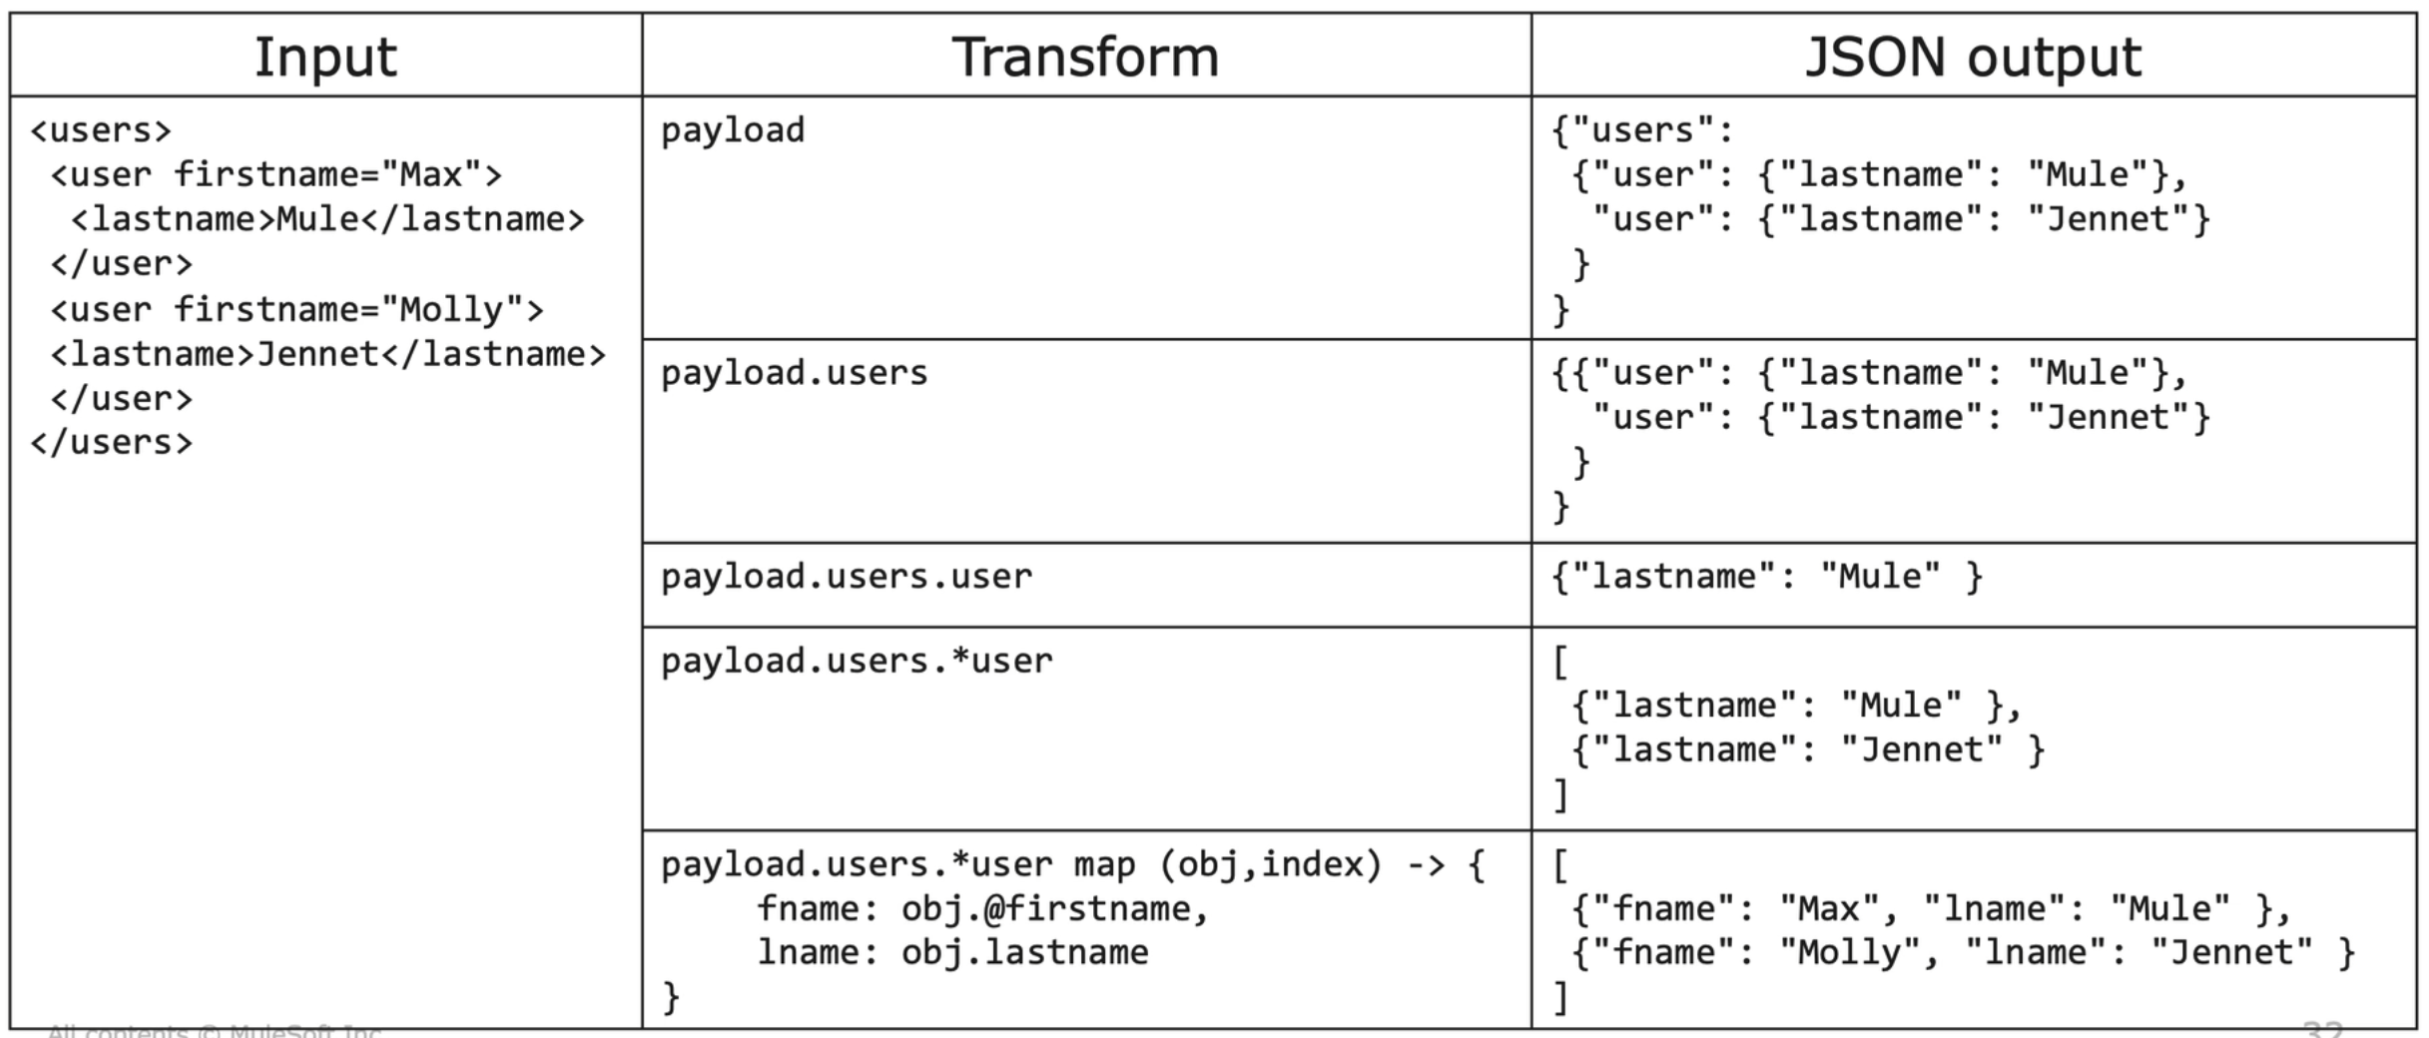 Input
Transform
JSON output
<users>
 <user firstname="Max">
  <lastname>Mule</lastname>
 </user>
 <user firstname="Molly">
 <lastname>Jennet</lastname>
 </user>
</users>
payload
{"users":
 {"user": {"lastname": "Mule"},
  "user": {"lastname": "Jennet"}
 }
}
payload.users
{{"user": {"lastname": "Mule"},
  "user": {"lastname": "Jennet"}
 }
}
payload.users.user
{"lastname": "Mule" }
payload.users.*user
[
 {"lastname": "Mule" },
 {"lastname": "Jennet" }
]
payload.users.*user map (obj,index) -> {
     fname: obj.@firstname,
     lname: obj.lastname
}
[
 {"fname": "Max", "lname": "Mule" },
 {"fname": "Molly", "lname": "Jennet" }
]
All contents © MuleSoft Inc.
32